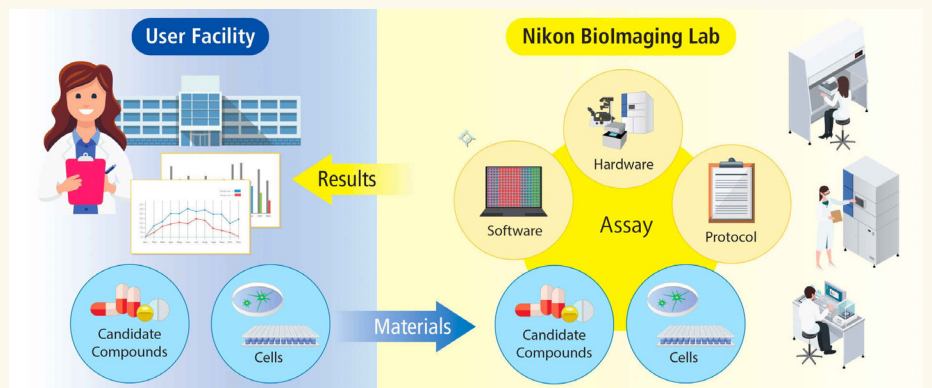 User Facility
Nikon BioImaging Lab
Hardware
Results
Software
Assay
Protocol
Candidate
Compounds
Cells
Materials
Candidate
Compounds
Cells